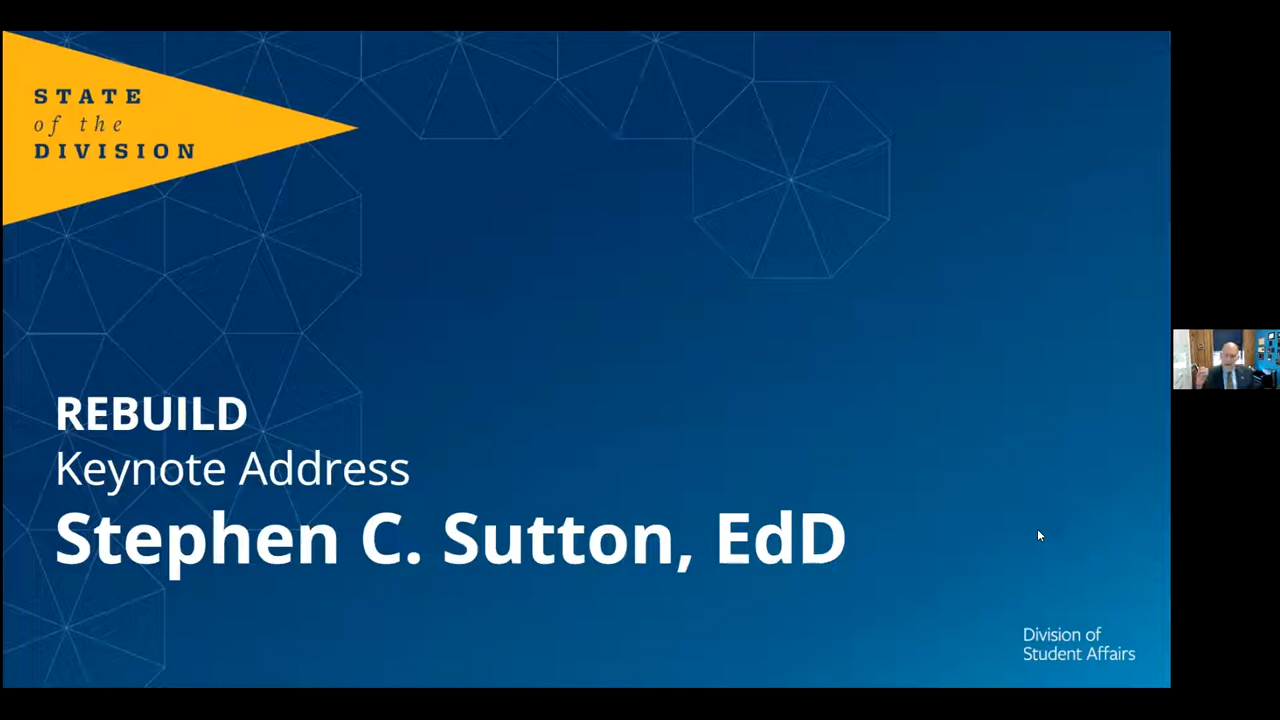 STATE
of the
DIVISION
REBUILD
Keynote Address
Stephen C. Sutton, EdD
Division of
Student Affairs